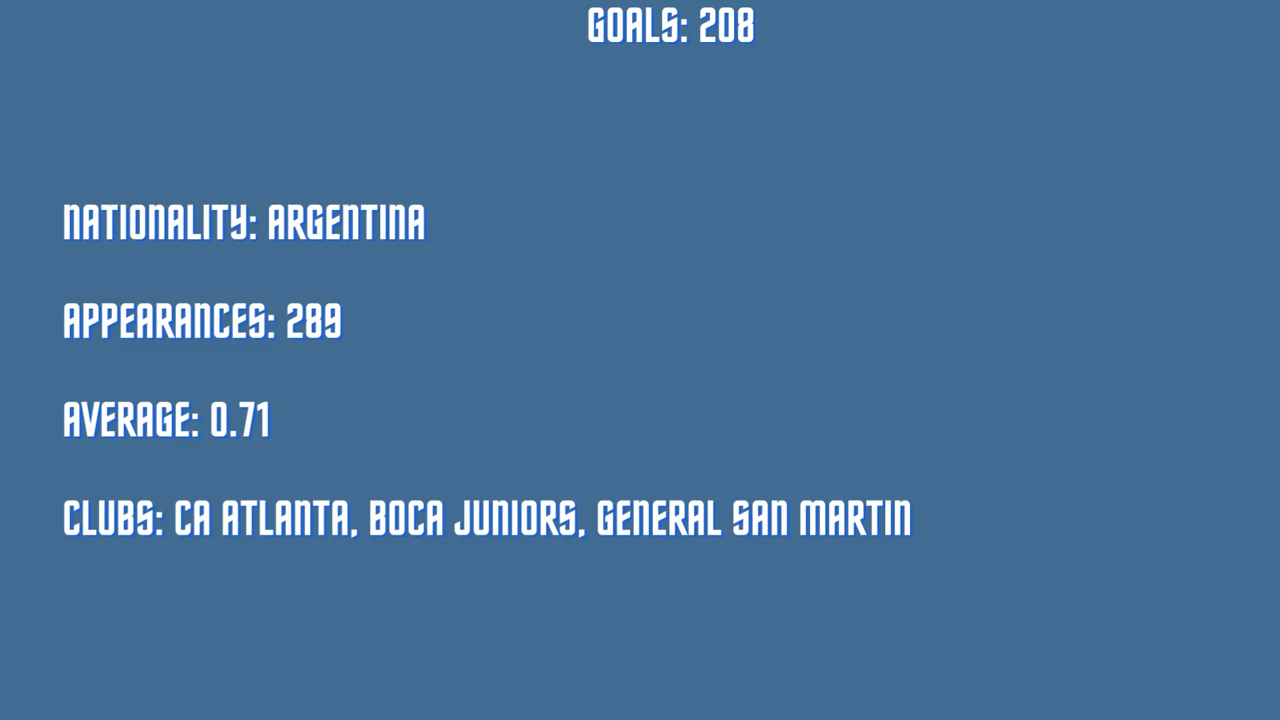 GOALS: 208
NATIONALITY: ARGENTINA
APPEARANCES: 289
AVERAGE: 0.71
CLUBS: CA ATLANTA, BOCA JUNIORS, GENERAL SAN MARTIN